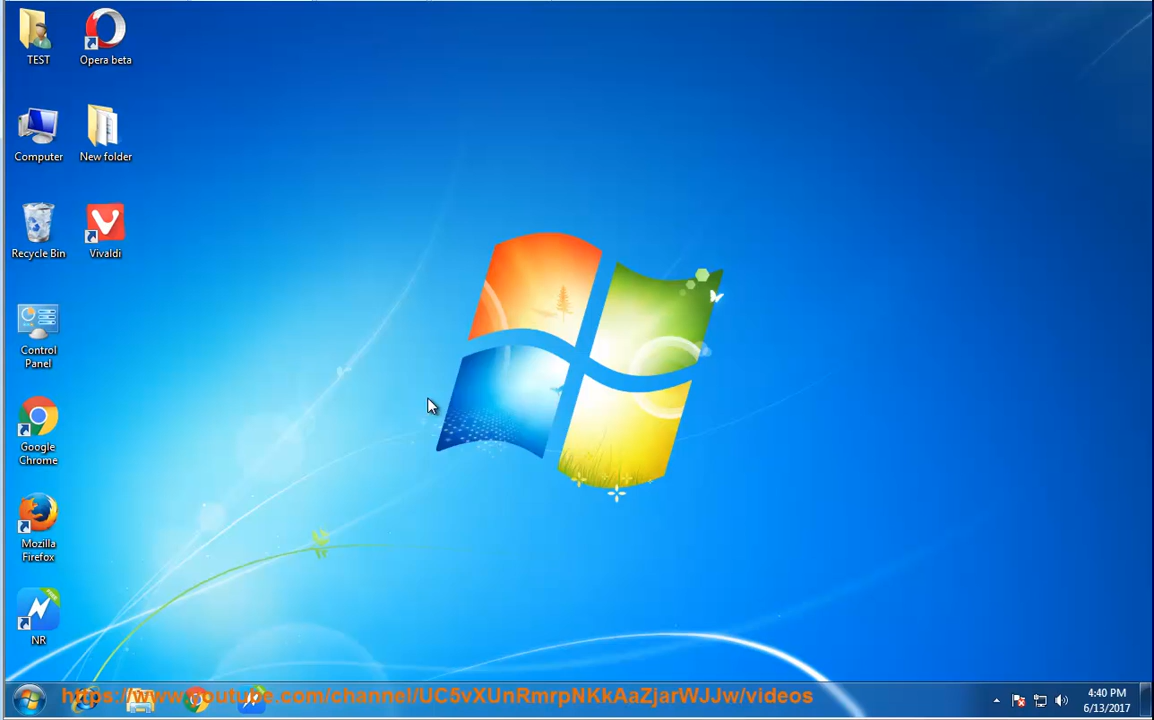 TEST
Opera beta
Computer
New folder
Recycle Bin
Vivaldi
Control
Panel
Google
Chrome
Mozilla
Firefox
NR
https://www.youtube.com/channel/UC5vXUnRmrpNKkAaZjarWJJw/videos
4:40 PM
6/13/2017